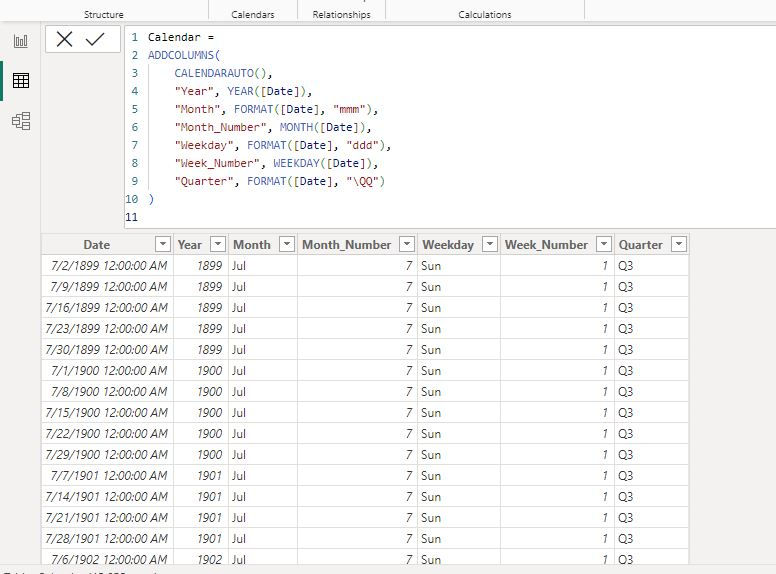 Structure Calendars Relationships Calculations
1 Calendar =
2 ADDCOLUMNS(
3 CALENDARAUTO(),
4 "Year", YEAR([Date]),
5 "Month", FORMAT([Date], "mmm"),
6 "Month_Number", MONTH([Date]),
7 "Weekday", FORMAT([Date], "ddd"),
8 "Week_Number", WEEKDAY([Date]),
9 "Quarter", FORMAT([Date], "\QQ")
10 )
11
Date Year Month Month_Number Weekday Week_Number Quarter
7/2/1899 12:00:00 AM 1899 Jul 7 Sun 1 Q3
7/9/1899 12:00:00 AM 1899 Jul 7 Sun 1 Q3
7/16/1899 12:00:00 AM 1899 Jul 7 Sun 1 Q3
7/23/1899 12:00:00 AM 1899 Jul 7 Sun 1 Q3
7/30/1899 12:00:00 AM 1899 Jul 7 Sun 1 Q3
7/1/1900 12:00:00 AM 1900 Jul 7 Sun 1 Q3
7/8/1900 12:00:00 AM 1900 Jul 7 Sun 1 Q3
7/15/1900 12:00:00 AM 1900 Jul 7 Sun 1 Q3
7/22/1900 12:00:00 AM 1900 Jul 7 Sun 1 Q3
7/29/1900 12:00:00 AM 1900 Jul 7 Sun 1 Q3
7/7/1901 12:00:00 AM 1901 Jul 7 Sun 1 Q3
7/14/1901 12:00:00 AM 1901 Jul 7 Sun 1 Q3
7/21/1901 12:00:00 AM 1901 Jul 7 Sun 1 Q3
7/28/1901 12:00:00 AM 1901 Jul 7 Sun 1 Q3
7/6/1902 12:00:00 AM 1902 Jul 7 Sun 1 Q3